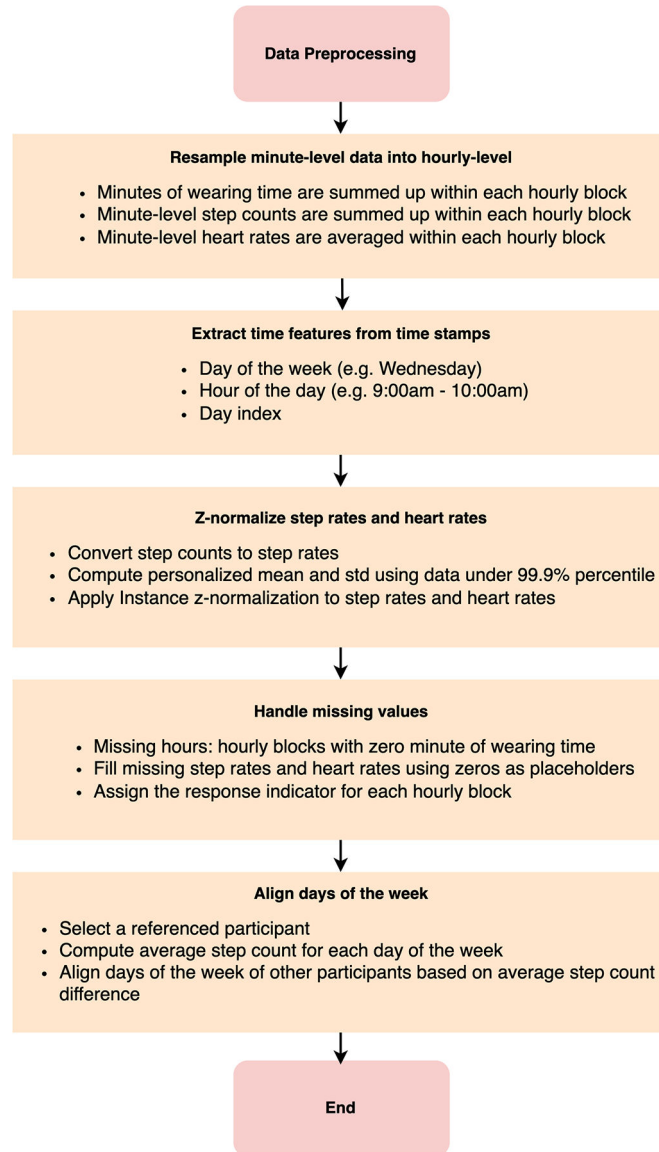 Data Preprocessing
Resample minute-level data into hourly-level
• Minutes of wearing time are summed up within each hourly block
• Minute-level step counts are summed up within each hourly block
• Minute-level heart rates are averaged within each hourly block
Extract time features from time stamps
• Day of the week (e.g. Wednesday)
• Hour of the day (e.g. 9:00am - 10:00am)
• Day index
Z-normalize step rates and heart rates
• Convert step counts to step rates
• Compute personalized mean and std using data under 99.9% percentile
• Apply Instance z-normalization to step rates and heart rates
Handle missing values
• Missing hours: hourly blocks with zero minute of wearing time
• Fill missing step rates and heart rates using zeros as placeholders
• Assign the response indicator for each hourly block
Align days of the week
• Select a referenced participant
• Compute average step count for each day of the week
• Align days of the week of other participants based on average step count
difference
End